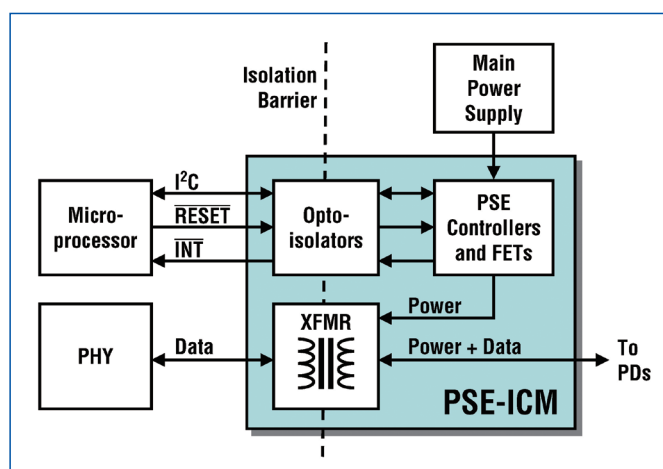 Isolation
Barrier
Main
Power
Supply
I²C
Micro-
processor
RESET
INT
Opto-
isolators
PSE
Controllers
and FETs
Power
XFMR
PHY
Data
Power + Data
To
PDs
PSE-ICM